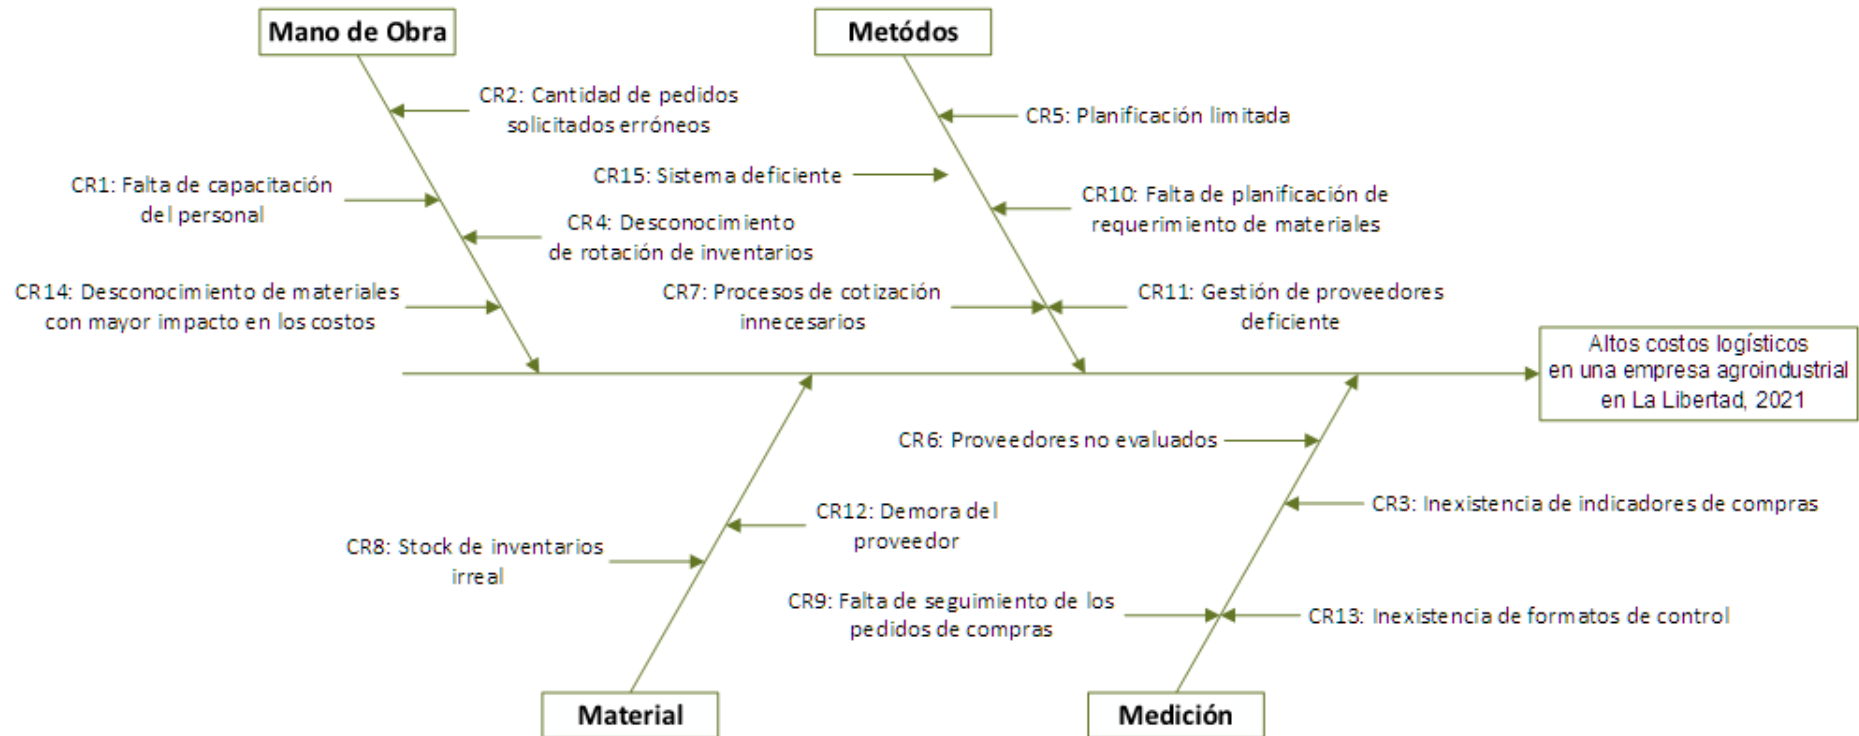 Mano de Obra
Metódos
CR2: Cantidad de pedidos
solicitados erróneos
CR5: Planificación limitada
CR15: Sistema deficiente
CR1: Falta de capacitación
del personal
CR10: Falta de planificación de
requerimiento de materiales
CR4: Desconocimiento
de rotación de inventarios
CR14: Desconocimiento de materiales
con mayor impacto en los costos
CR7: Procesos de cotización
innecesarios
CR11: Gestión de proveedores
deficiente
Altos costos logísticos
en una empresa agroindustrial
en La Libertad, 2021
CR6: Proveedores no evaluados
CR3: Inexistencia de indicadores de compras
CR12: Demora del
proveedor
CR8: Stock de inventarios
irreal
CR9: Falta de seguimiento de los
pedidos de compras
CR13: Inexistencia de formatos de control
Material
Medición